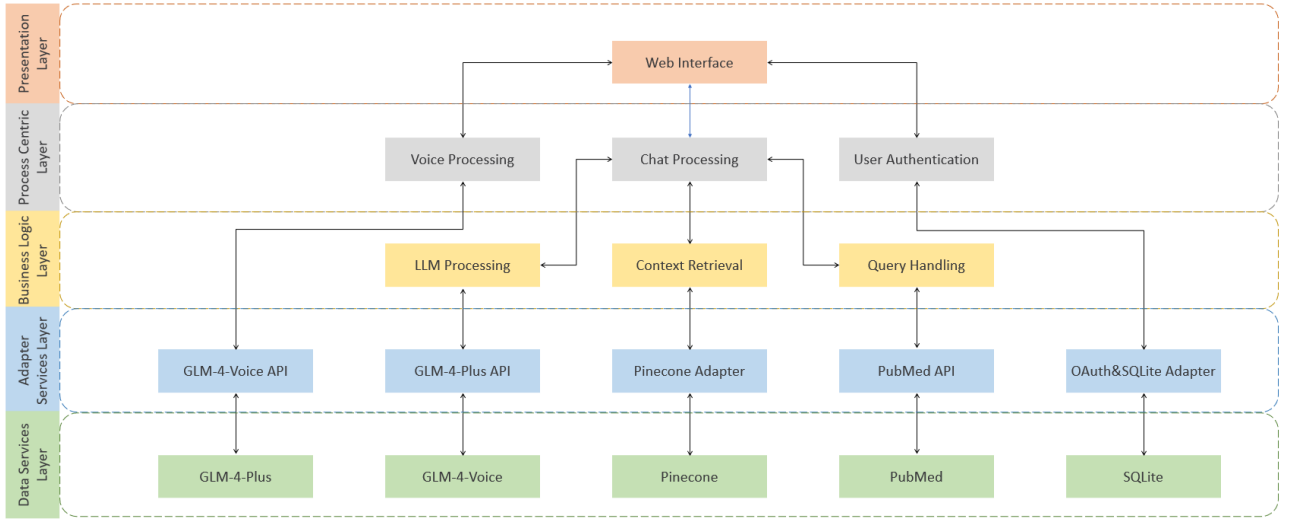 Presentation
Layer
Web Interface
Process Centric
Layer
Voice Processing
Chat Processing
User Authentication
Business Logic
Layer
LLM Processing
Context Retrieval
Query Handling
Adapter
Services Layer
GLM-4-Voice API
GLM-4-Plus API
Pinecone Adapter
PubMed API
OAuth&SQLite Adapter
Data Services
Layer
GLM-4-Plus
GLM-4-Voice
Pinecone
PubMed
SQLite